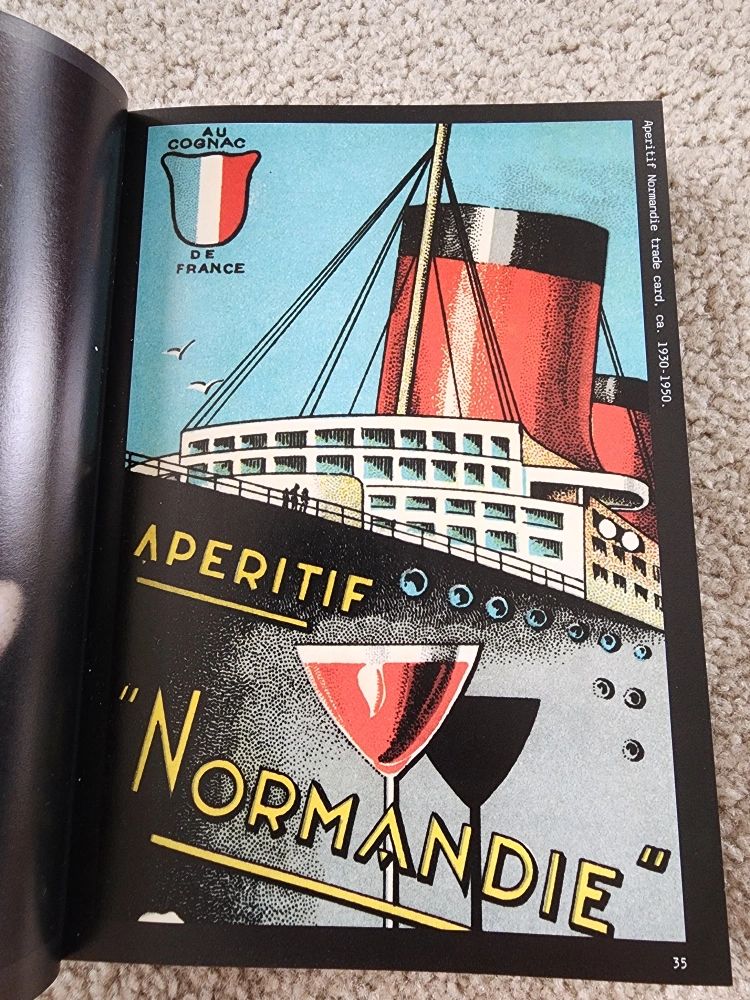 AU
COGNAC
DE
FRANCE
Aperitif Normandie trade card, ca. 1930-1950.
APERITIF
"NORMANDIE"
35